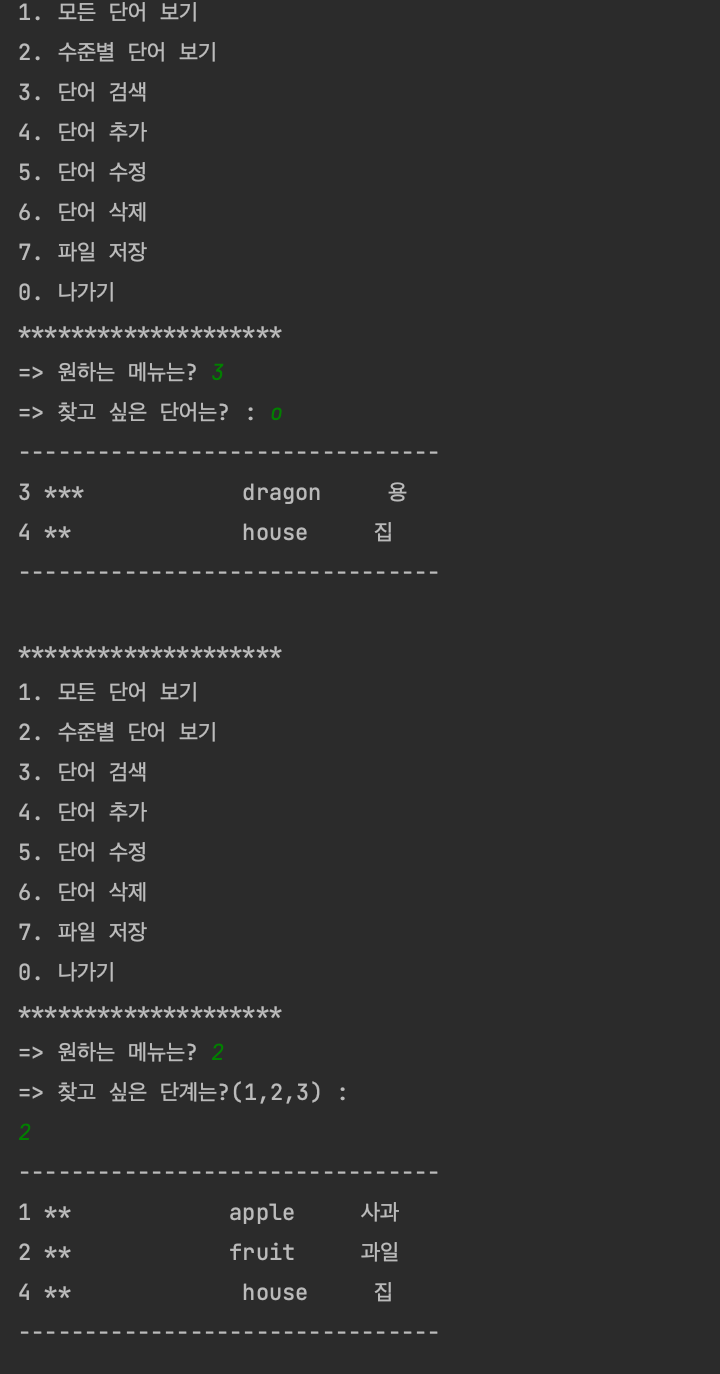 1. 모든 단어 보기
2. 수준별 단어 보기
3. 단어 검색
4. 단어 추가
5. 단어 수정
6. 단어 삭제
7. 파일 저장
0. 나가기
********************
=> 원하는 메뉴는? 3
=> 찾고 싶은 단어는? : o
--------------------------------
3 ***            dragon     용
4 **             house     집
--------------------------------

********************
1. 모든 단어 보기
2. 수준별 단어 보기
3. 단어 검색
4. 단어 추가
5. 단어 수정
6. 단어 삭제
7. 파일 저장
0. 나가기
********************
=> 원하는 메뉴는? 2
=> 찾고 싶은 단계는?(1,2,3) :
2
--------------------------------
1 **            apple     사과
2 **            fruit     과일
4 **             house     집
--------------------------------